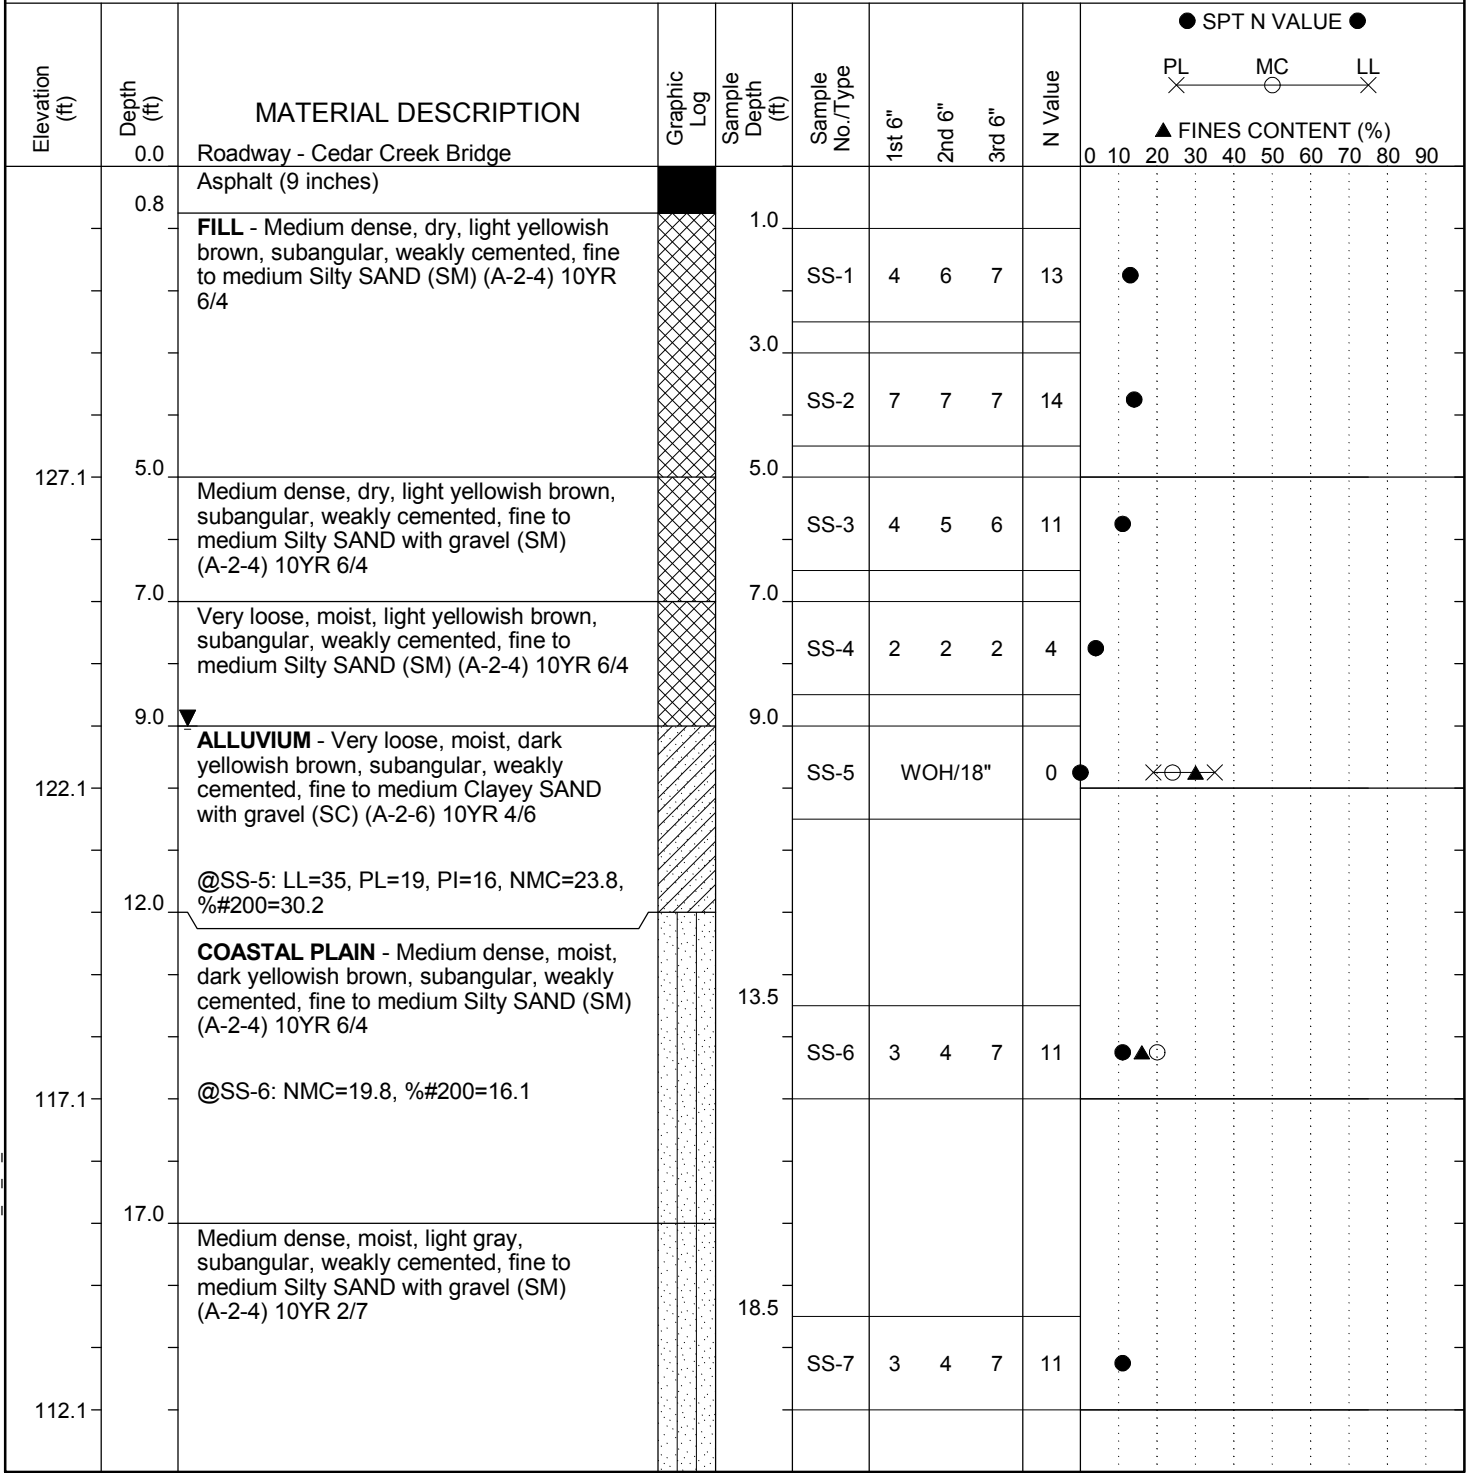 ● SPT N VALUE ●
PL MC LL
▲ FINES CONTENT (%)
0 10 20 30 40 50 60 70 80 90
Elevation
(ft)
Depth
(ft)
MATERIAL DESCRIPTION
Graphic
Log
Sample
Depth
(ft)
Sample
No./Type
1st 6"
2nd 6"
3rd 6"
N Value
0.0 Roadway - Cedar Creek Bridge
Asphalt (9 inches)
0.8
FILL - Medium dense, dry, light yellowish
brown, subangular, weakly cemented, fine
to medium Silty SAND (SM) (A-2-4) 10YR
6/4
1.0
SS-1 4 6 7 13
3.0
SS-2 7 7 7 14
127.1 5.0 5.0
Medium dense, dry, light yellowish brown,
subangular, weakly cemented, fine to
medium Silty SAND with gravel (SM)
(A-2-4) 10YR 6/4
SS-3 4 5 6 11
7.0 7.0
Very loose, moist, light yellowish brown,
subangular, weakly cemented, fine to
medium Silty SAND (SM) (A-2-4) 10YR 6/4
SS-4 2 2 2 4
9.0 9.0
ALLUVIUM - Very loose, moist, dark
yellowish brown, subangular, weakly
cemented, fine to medium Clayey SAND
with gravel (SC) (A-2-6) 10YR 4/6
SS-5 WOH/18" 0
122.1
@SS-5: LL=35, PL=19, PI=16, NMC=23.8,
%#200=30.2
12.0
COASTAL PLAIN - Medium dense, moist,
dark yellowish brown, subangular, weakly
cemented, fine to medium Silty SAND (SM)
(A-2-4) 10YR 6/4
13.5
SS-6 3 4 7 11
@SS-6: NMC=19.8, %#200=16.1
117.1
17.0
Medium dense, moist, light gray,
subangular, weakly cemented, fine to
medium Silty SAND with gravel (SM)
(A-2-4) 10YR 2/7
18.5
SS-7 3 4 7 11
112.1